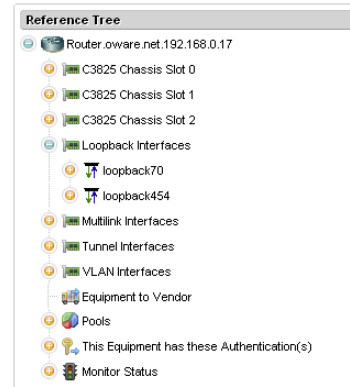 Reference Tree
Router.oware.net.192.168.0.17
C3825 Chassis Slot 0
C3825 Chassis Slot 1
C3825 Chassis Slot 2
Loopback Interfaces
loopback70
loopback454
Multilink Interfaces
Tunnel Interfaces
VLAN Interfaces
Equipment to Vendor
Pools
This Equipment has these Authentication(s)
Monitor Status